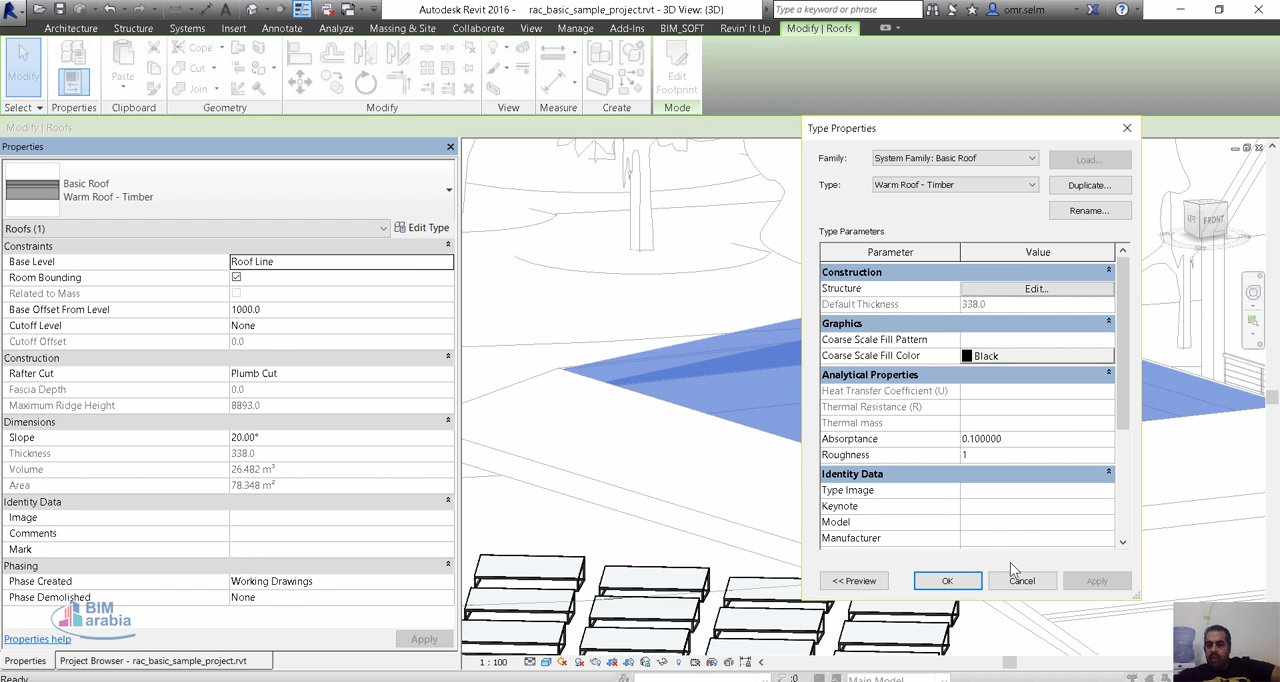 Autodesk Revit 2016 - rac_basic_sample_project.rvt - 3D View: {3D}
Type a keyword or phrase
omr.selm
Architecture Structure Systems Insert Annotate Analyze Massing & Site Collaborate View Manage Add-Ins BIM_SOFT Revin' It Up Modify | Roofs
Modify
Paste
Cope
Cut
Join
Edit
Footprint
Select Properties Clipboard Geometry Modify View Measure Create Mode
Modify | Roofs
Properties
Basic Roof
Warm Roof - Timber
Roofs (1)
Edit Type
Constraints
Base Level Roof Line
Room Bounding
Related to Mass
Base Offset From Level 1000.0
Cutoff Level None
Cutoff Offset 0.0
Construction
Rafter Cut Plumb Cut
Fascia Depth 0.0
Maximum Ridge Height 8893.0
Dimensions
Slope 20.00°
Thickness 338.0
Volume 26.482 m³
Area 78.348 m²
Identity Data
Image
Comments
Mark
Phasing
Phase Created Working Drawings
Phase Demolished None
BIM
arabia
Properties help
Apply
Properties Project Browser - rac_basic_sample_project.rvt
Ready
1 : 100
:0
Main Model
LEFT FRONT
Type Properties
Family: System Family: Basic Roof Load...
Type: Warm Roof - Timber Duplicate...
Rename...
Type Parameters
Parameter Value
Construction
Structure Edit...
Default Thickness 338.0
Graphics
Coarse Scale Fill Pattern
Coarse Scale Fill Color Black
Analytical Properties
Heat Transfer Coefficient (U)
Thermal Resistance (R)
Thermal mass
Absorptance 0.100000
Roughness 1
Identity Data
Type Image
Keynote
Model
Manufacturer
<< Preview OK Cancel Apply